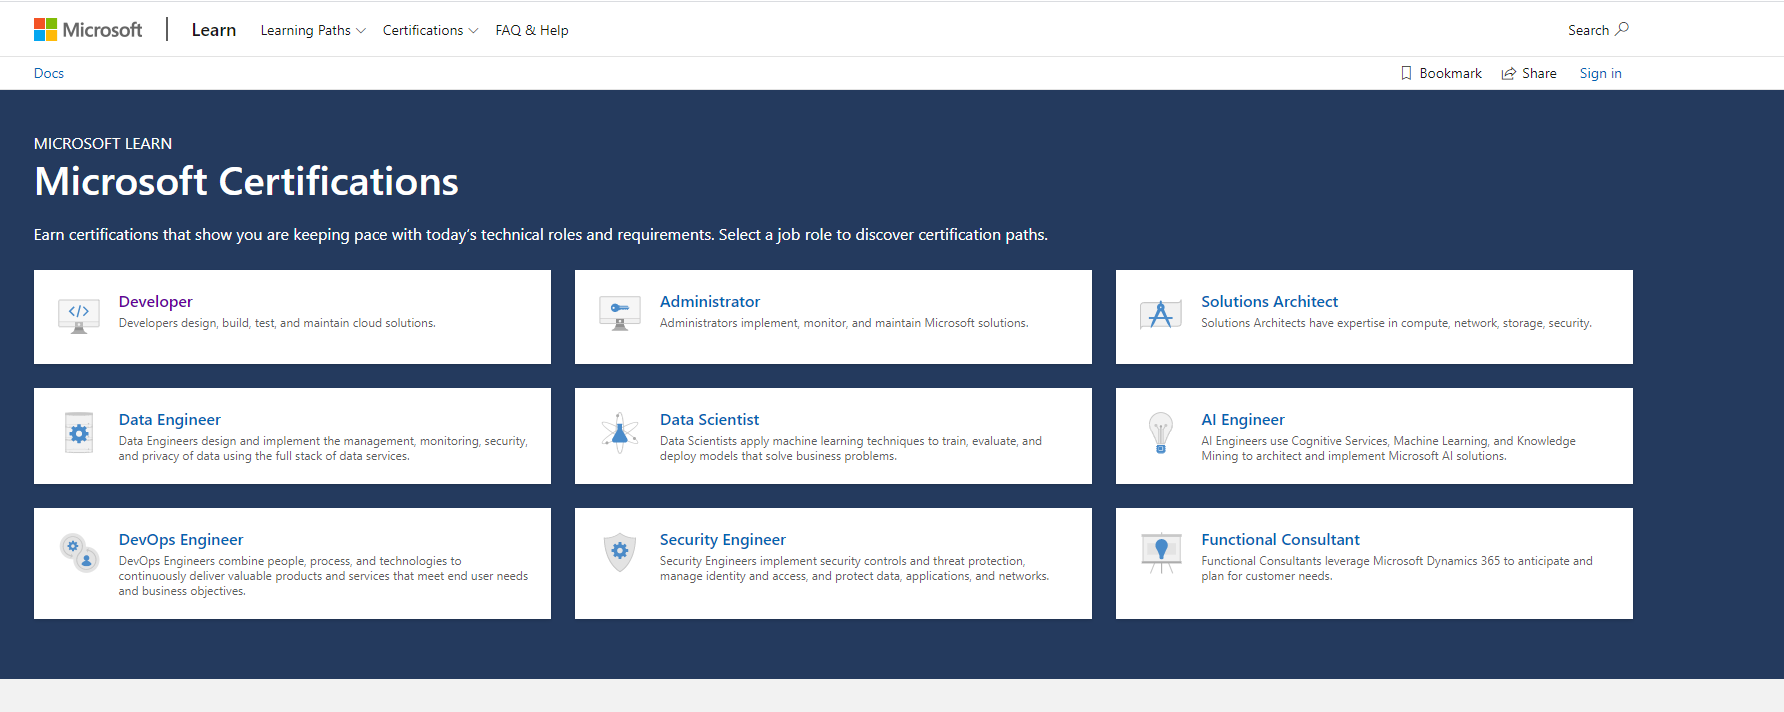 Microsoft | Learn Learning Paths Certifications FAQ & Help Search
Docs Bookmark Share Sign in
MICROSOFT LEARN
Microsoft Certifications
Earn certifications that show you are keeping pace with today's technical roles and requirements. Select a job role to discover certification paths.
Developer
Developers design, build, test, and maintain cloud solutions.
Administrator
Administrators implement, monitor, and maintain Microsoft solutions.
Solutions Architect
Solutions Architects have expertise in compute, network, storage, security.
Data Engineer
Data Engineers design and implement the management, monitoring, security,
and privacy of data using the full stack of data services.
Data Scientist
Data Scientists apply machine learning techniques to train, evaluate, and
deploy models that solve business problems.
AI Engineer
AI Engineers use Cognitive Services, Machine Learning, and Knowledge
Mining to architect and implement Microsoft AI solutions.
DevOps Engineer
DevOps Engineers combine people, process, and technologies to
continuously deliver valuable products and services that meet end user needs
and business objectives.
Security Engineer
Security Engineers implement security controls and threat protection,
manage identity and access, and protect data, applications, and networks.
Functional Consultant
Functional Consultants leverage Microsoft Dynamics 365 to anticipate and
plan for customer needs.